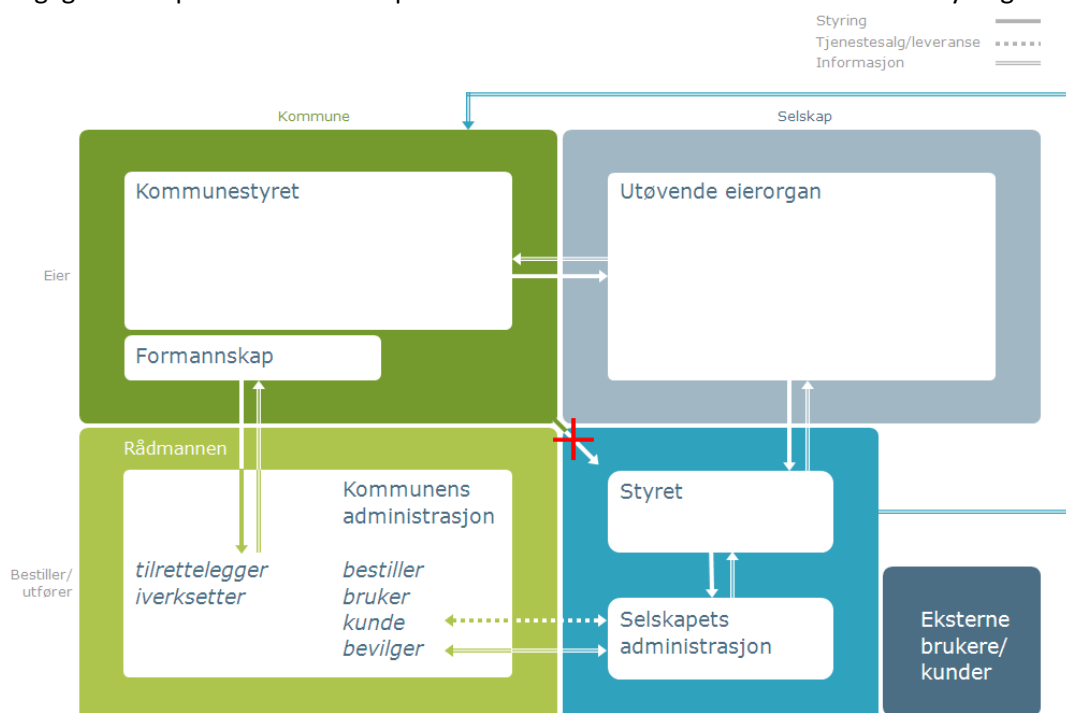 Styring
Tjenestesalg/leveranse
Informasjon
Kommune
Selskap
Kommunestyret
Utøvende eierorgan
Eier
Formannskap
Rådmannen
Kommunens
administrasjon
Styret
tilrettelegger
iverksetter
bestiller
bruker
kunde
bevilger
Bestiller/
utfører
Selskapets
administrasjon
Eksterne
brukere/
kunder